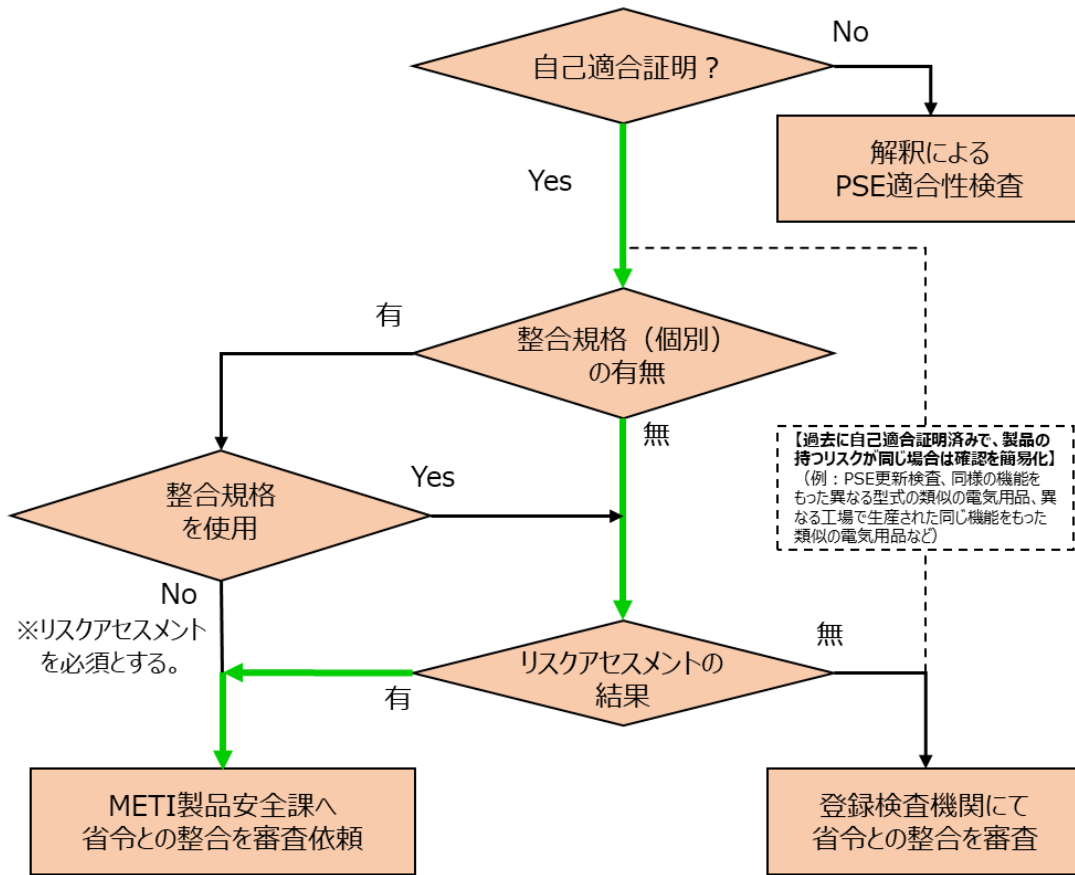 自己適合証明？
No
解釈による
PSE適合性検査
Yes
有
整合規格（個別）
の有無
無
【過去に自己適合証明済みで、製品の
持つリスクが同じ場合は確認を簡易化】
（例：PSE更新検査、同様の機能を
もった異なる型式の類似の電気用品、異
なる工場で生産された同じ機能をもった
類似の電気用品など）
整合規格
を使用
Yes
No
※リスクアセスメント
を必須とする。
リスクアセスメントの
結果
無
有
METI製品安全課へ
省令との整合を審査依頼
登録検査機関にて
省令との整合を審査